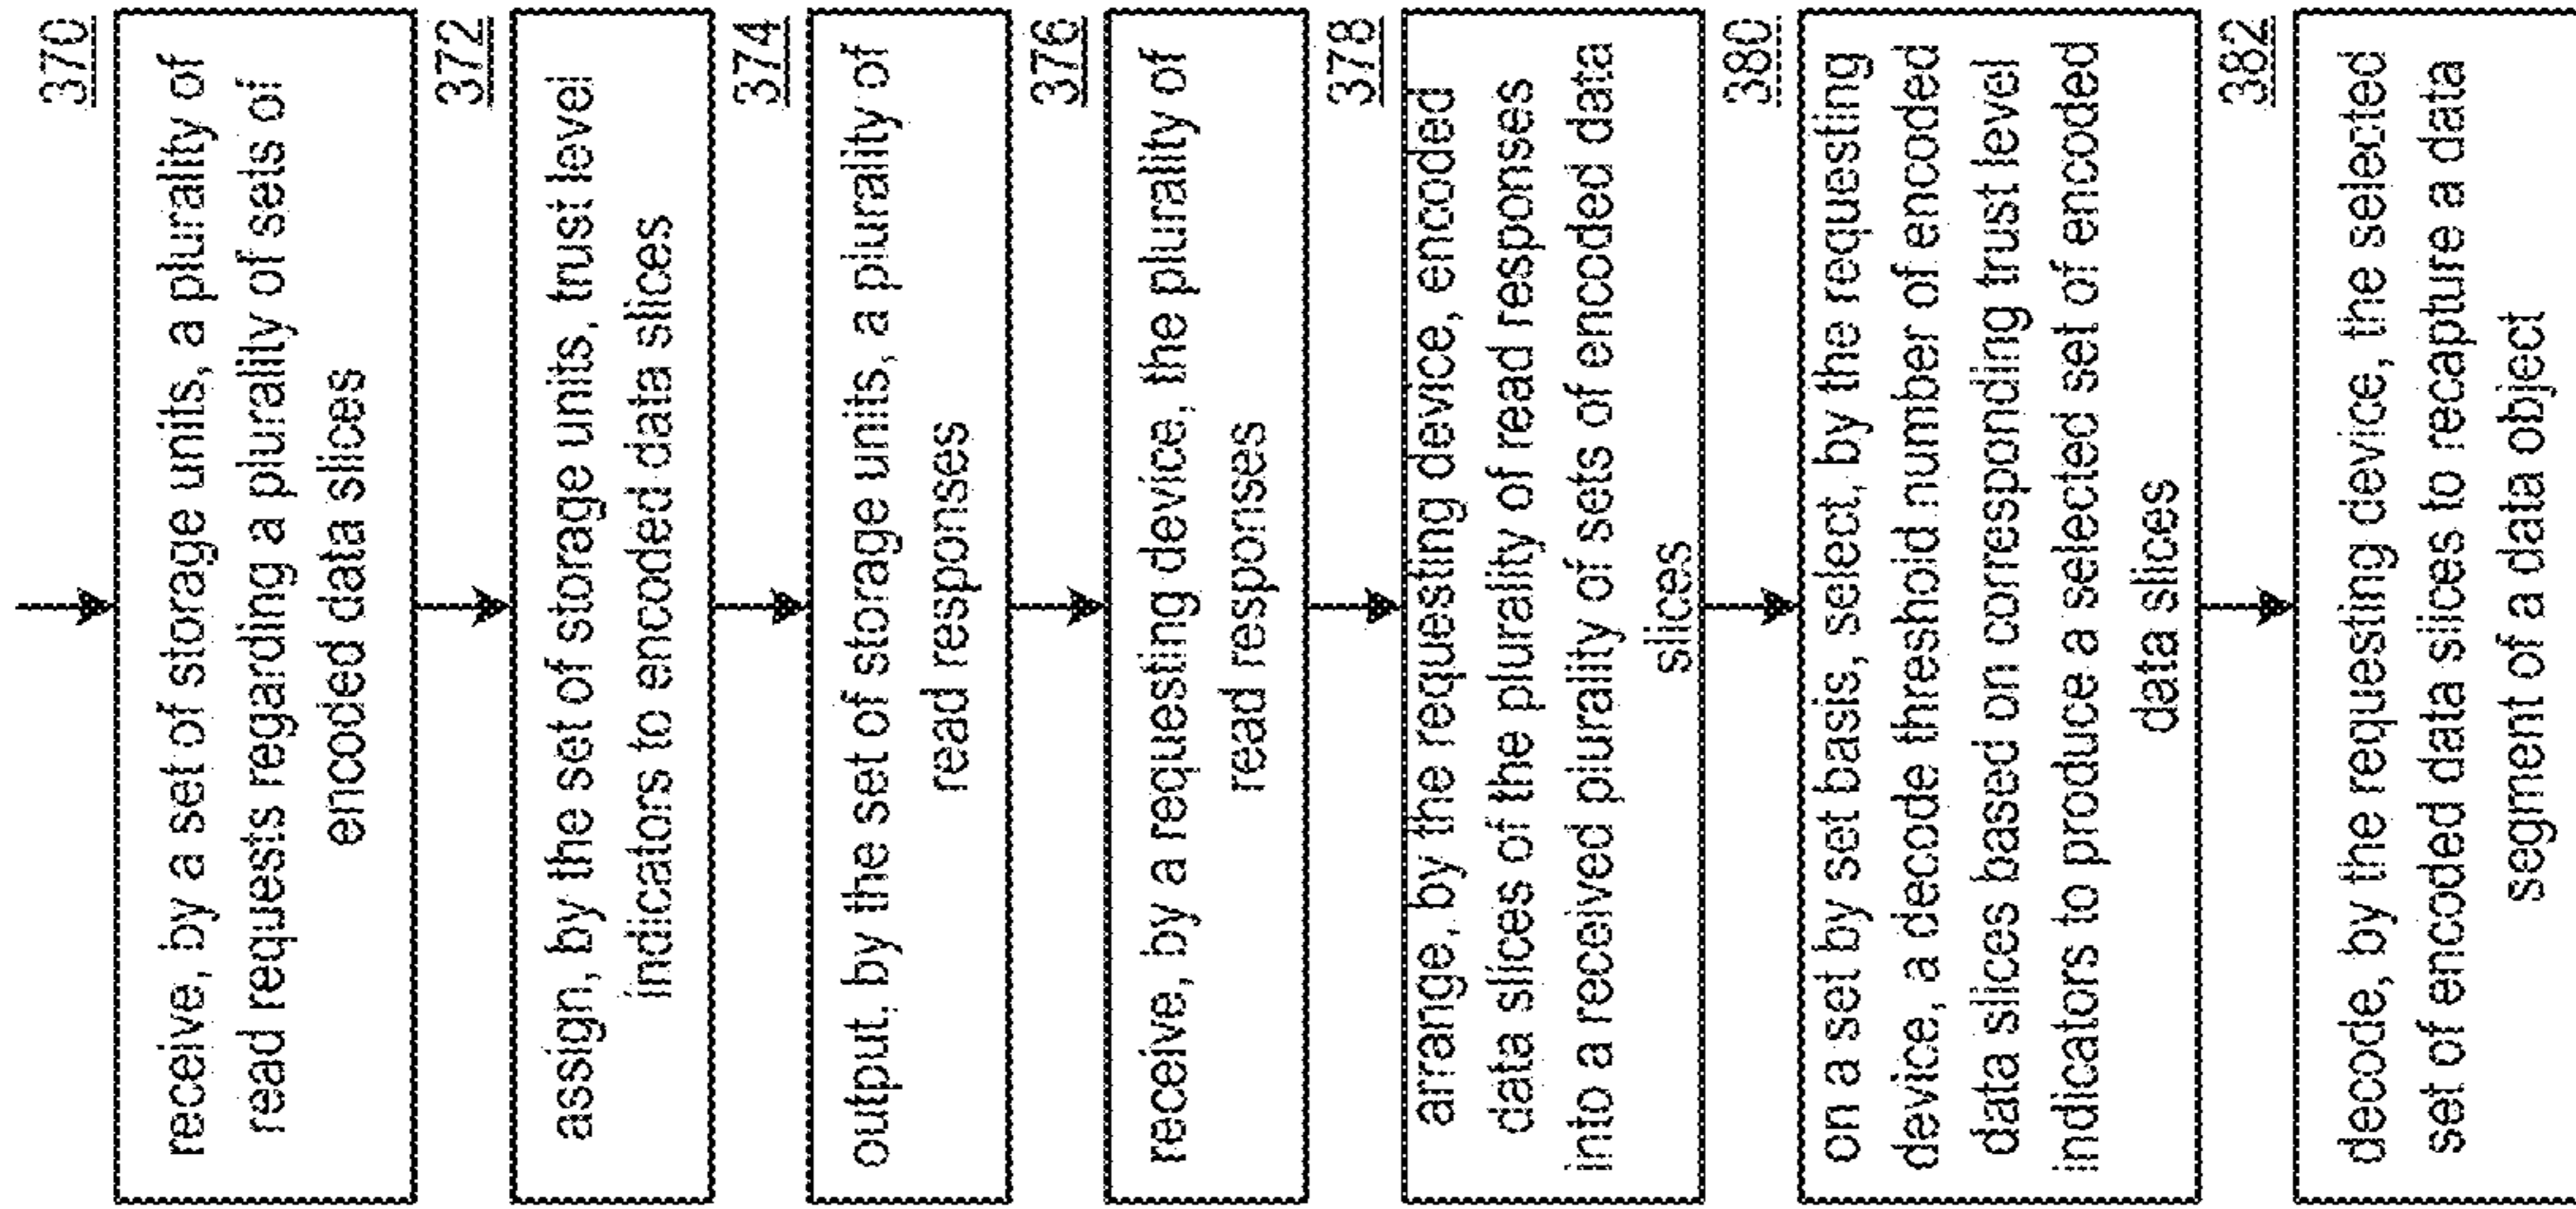 370
receive, by a set of storage units, a plurality of
read requests regarding a plurality of sets of
encoded data slices
372
assign, by the set of storage units, trust level
indicators to encoded data slices
374
output, by the set of storage units, a plurality of
read responses
376
receive, by a requesting device, the plurality of
read responses
378
arrange, by the requesting device, encoded
data slices of the plurality of read responses
into a received plurality of sets of encoded data
slices
380
on a set by set basis, select, by the requesting
device, a decode threshold number of encoded
data slices based on corresponding trust level
indicators to produce a selected set of encoded
data slices
382
decode, by the requesting device, the selected
set of encoded data slices to recapture a data
segment of a data object